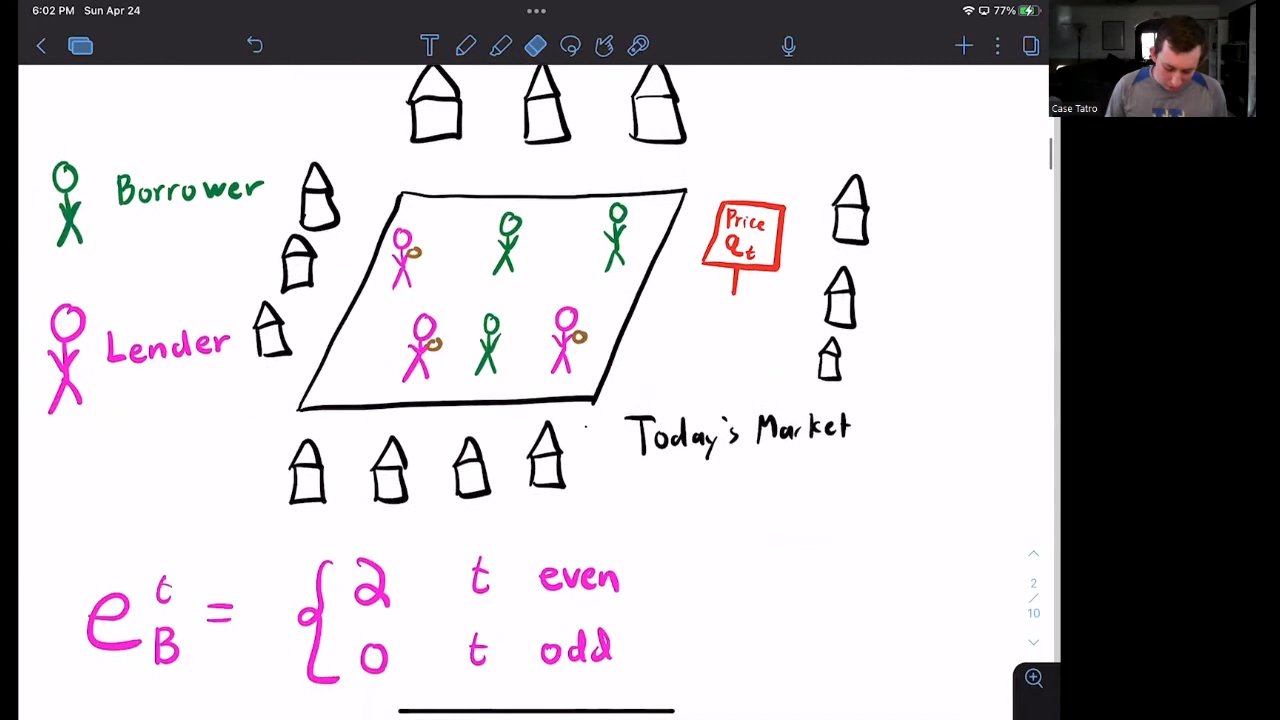 6:02 PM Sun Apr 24
77%
Case Tatro
Borrower
Price
Q_t
Lender
Today's Market
e_B^t = { 2 t even
0 t odd
2
/
10